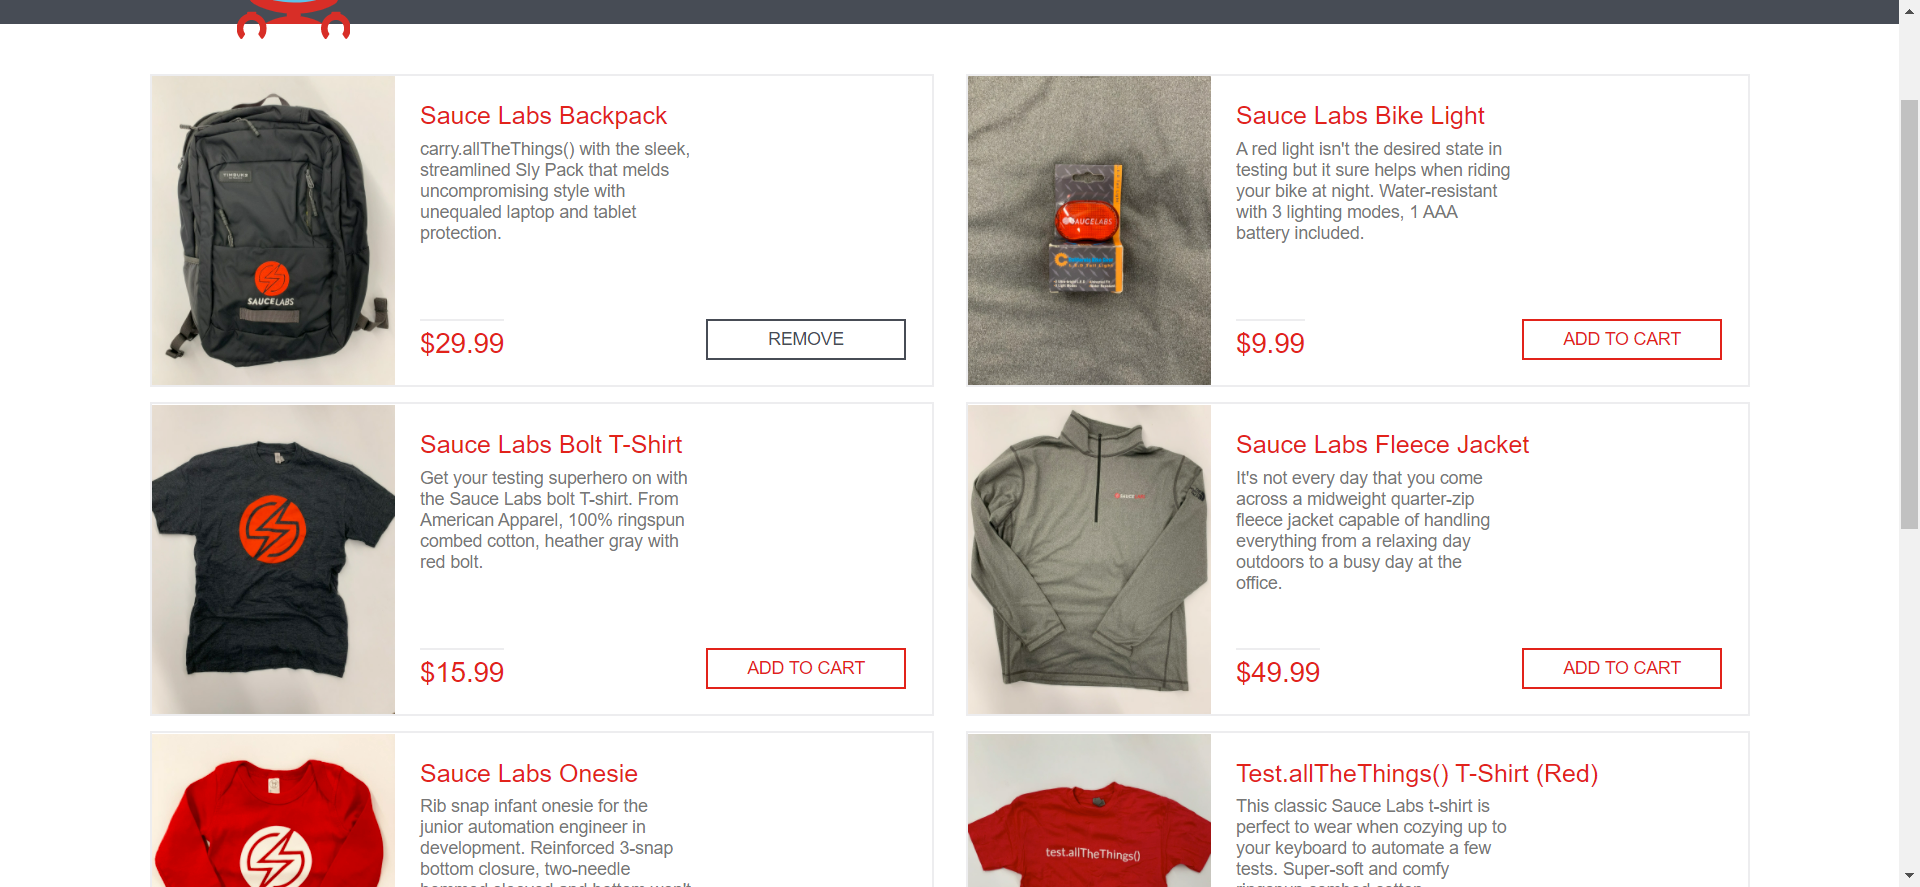 Sauce Labs Backpack
carry.allTheThings() with the sleek,
streamlined Sly Pack that melds
uncompromising style with
unequaled laptop and tablet
protection.
$29.99
REMOVE
SAUCELABS
Sauce Labs Bike Light
A red light isn't the desired state in
testing but it sure helps when riding
your bike at night. Water-resistant
with 3 lighting modes, 1 AAA
battery included.
$9.99
ADD TO CART
SAUCELABS
Sauce Labs Bolt T-Shirt
Get your testing superhero on with
the Sauce Labs bolt T-shirt. From
American Apparel, 100% ringspun
combed cotton, heather gray with
red bolt.
$15.99
ADD TO CART
Sauce Labs Fleece Jacket
It's not every day that you come
across a midweight quarter-zip
fleece jacket capable of handling
everything from a relaxing day
outdoors to a busy day at the
office.
$49.99
ADD TO CART
Sauce Labs Onesie
Rib snap infant onesie for the
junior automation engineer in
development. Reinforced 3-snap
bottom closure, two-needle
Test.allTheThings() T-Shirt (Red)
This classic Sauce Labs t-shirt is
perfect to wear when cozying up to
your keyboard to automate a few
tests. Super-soft and comfy
test.allTheThings()